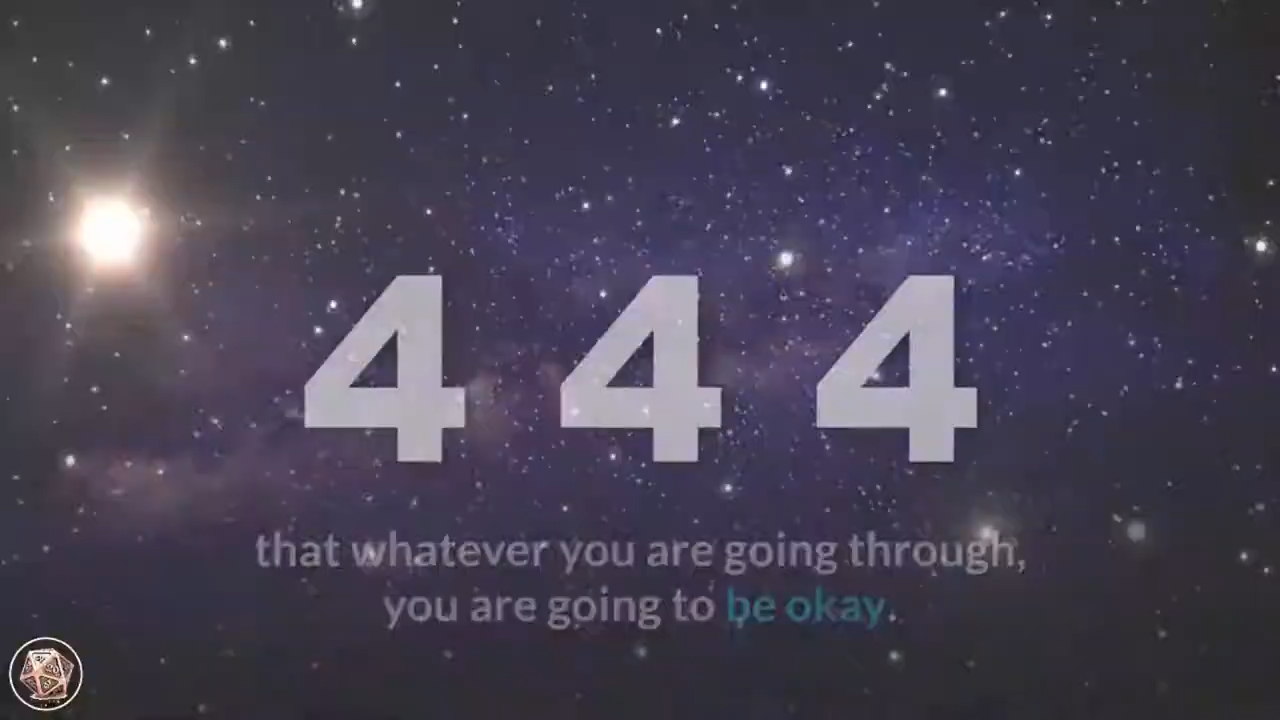 4 4 4
that whatever you are going through,
you are going to be okay.